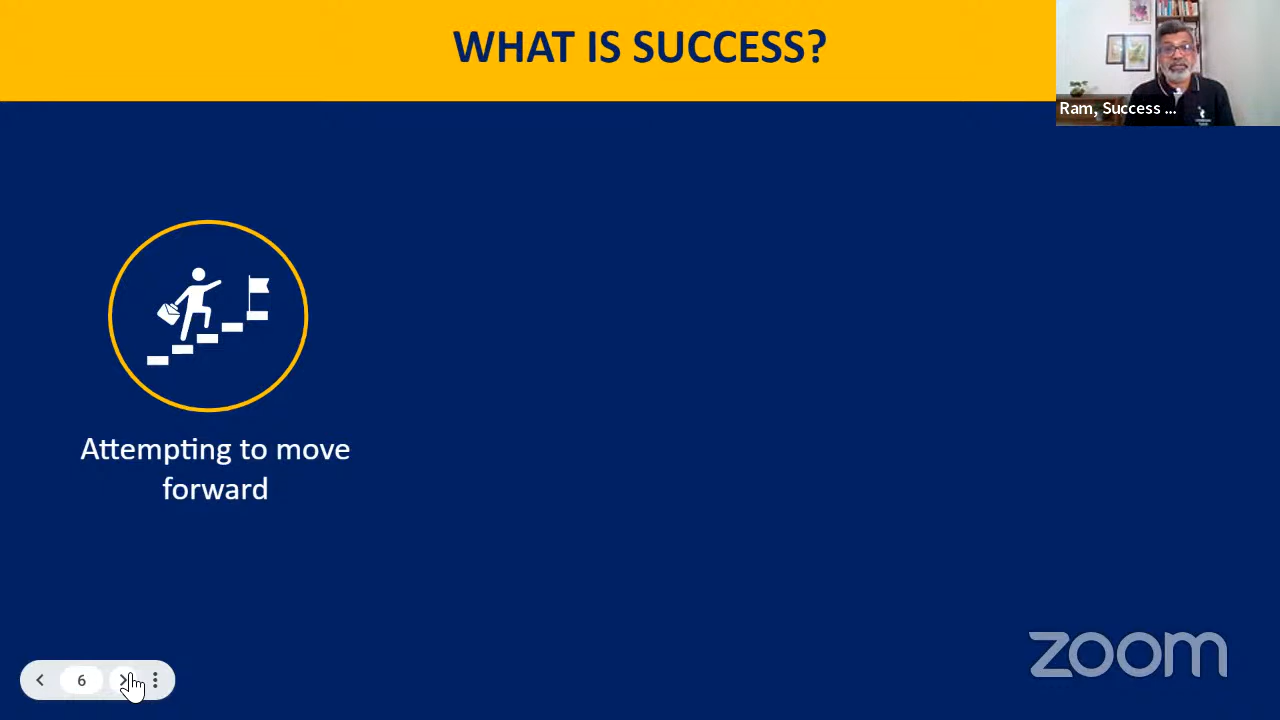 WHAT IS SUCCESS?
Ram, Success ...
Attempting to move
forward
6
zoom